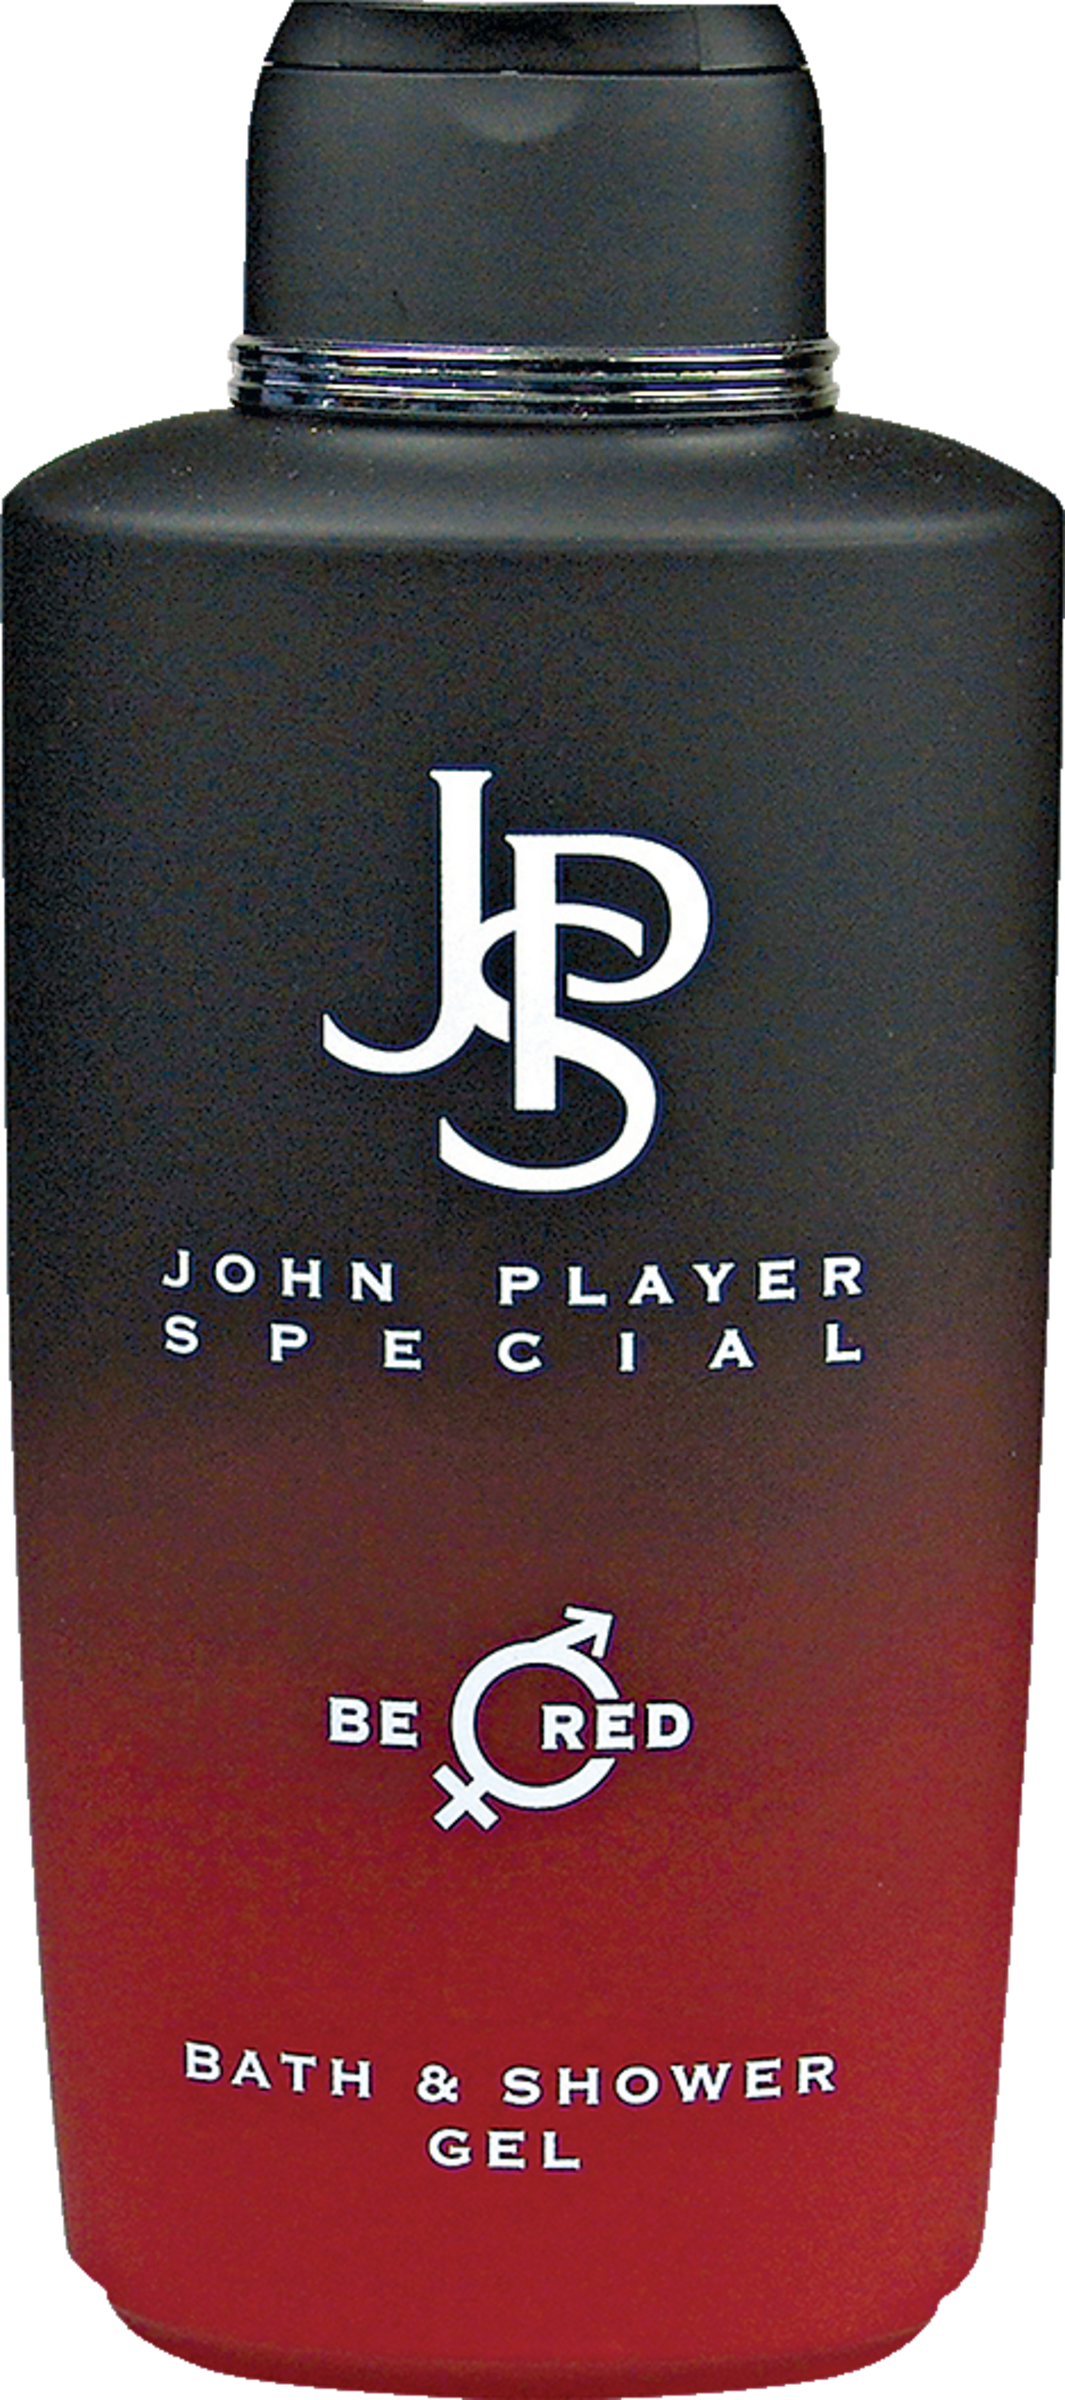 JPS
JOHN PLAYER
SPECIAL
BE RED
BATH & SHOWER
GEL